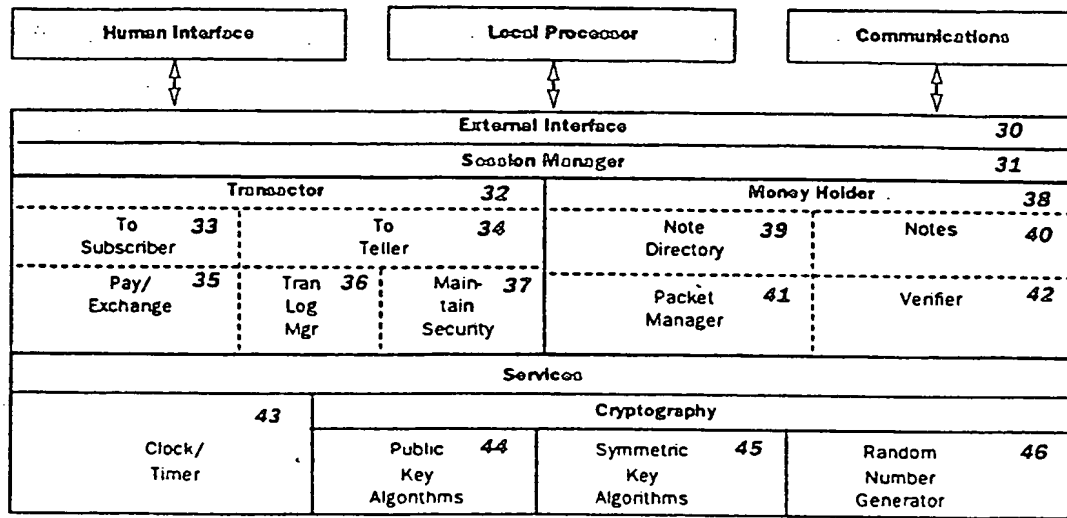 Human Interface
Local Processor
Communications
External Interface 30
Session Manager 31
Transactor 32
Money Holder 38
To 33
Subscriber
To 34
Teller
Note 39
Directory
Notes 40
Pay/ 35
Exchange
Tran 36
Log
Mgr
Main- 37
tain
Security
Packet 41
Manager
Verifier 42
Services
43
Clock/
Timer
Cryptography
Public 44
Key
Algorithms
Symmetric 45
Key
Algorithms
Random 46
Number
Generator